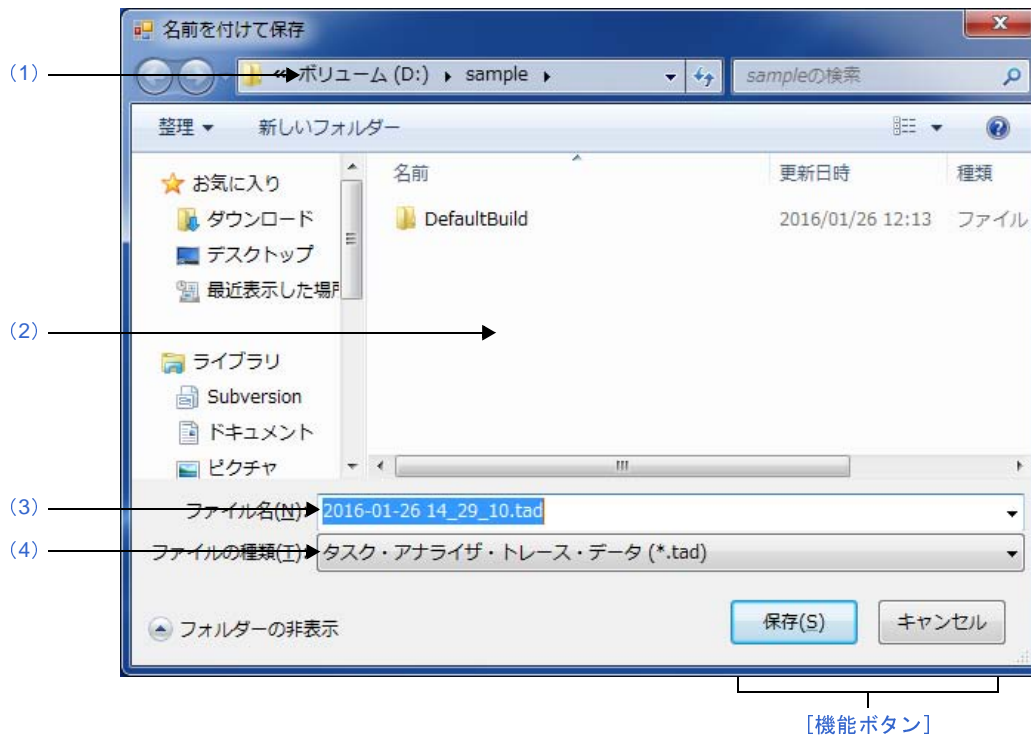 名前を付けて保存
(1)
« ボリューム (D:) ▸ sample ▸
sampleの検索
整理 ▼ 新しいフォルダー
名前 更新日時 種類
お気に入り
ダウンロード
デスクトップ
最近表示した場所
DefaultBuild 2016/01/26 12:13 ファイル
(2)
ライブラリ
Subversion
ドキュメント
ピクチャ
(3)
ファイル名(N): 2016-01-26 14_29_10.tad
(4)
ファイルの種類(T): タスク・アナライザ・トレース・データ (*.tad)
フォルダーの非表示
保存(S) キャンセル
[機能ボタン]